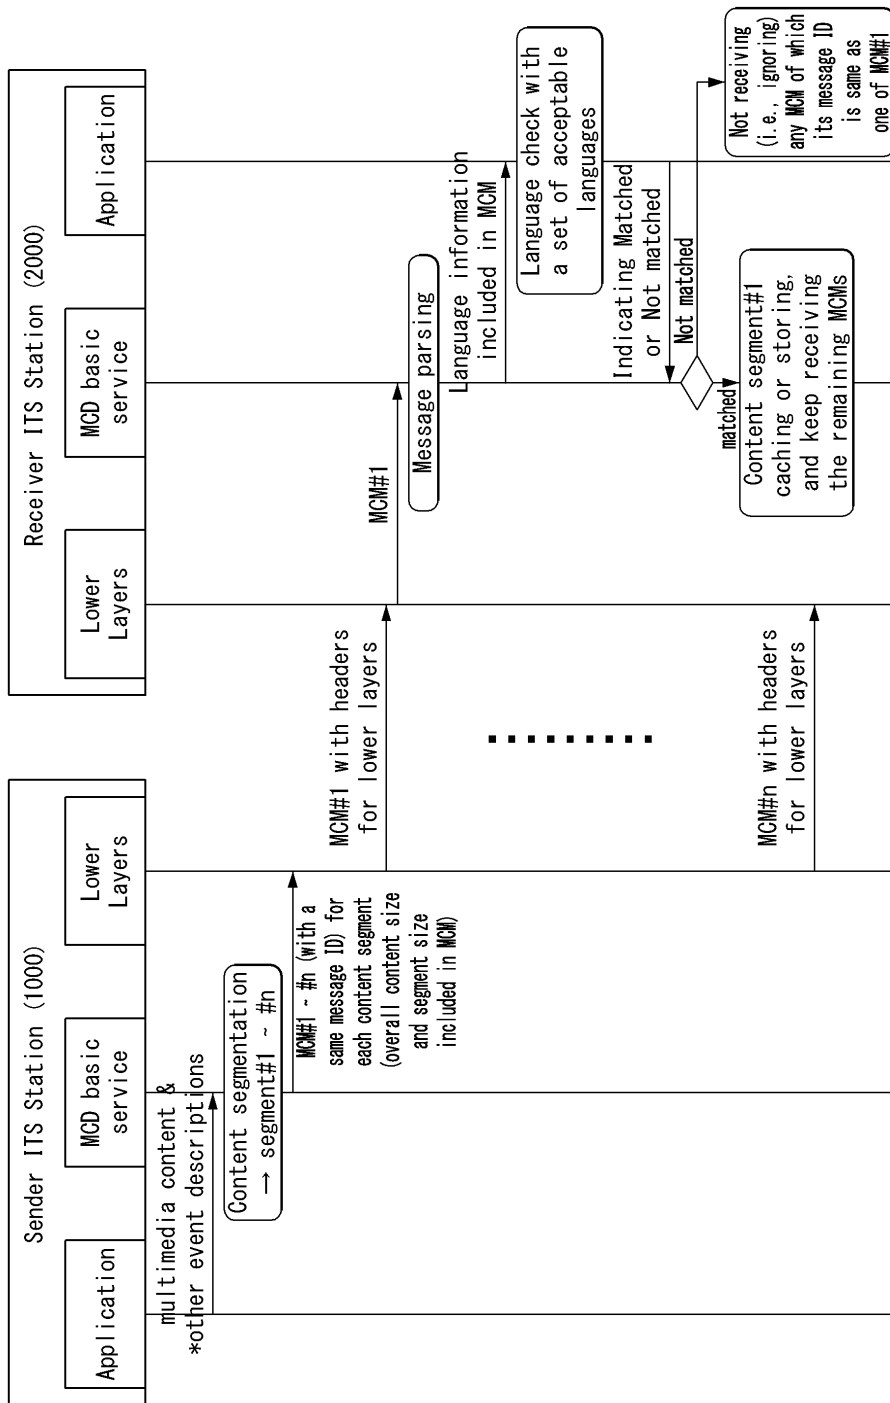 Sender ITS Station (1000)
Application
MCD basic
service
Lower
Layers
Receiver ITS Station (2000)
Lower
Layers
MCD basic
service
Application
multimedia content &
*other event descriptions
Content segmentation
→ segment#1 ~ #n
MCM#1 ~ #n (with a
same message ID) for
each content segment
(overall content size
and segment size
included in MCM)
MCM#1 with headers
for lower layers
MCM#1
Message parsing
Language information
included in MCM
Language check with
a set of acceptable
languages
Indicating Matched
or Not matched
Not matched
matched
Not receiving
(i.e., ignoring)
any MCM of which
its message ID
is same as
one of MCM#1
Content segment#1
caching or storing,
and keep receiving
the remaining MCMs
MCM#n with headers
for lower layers